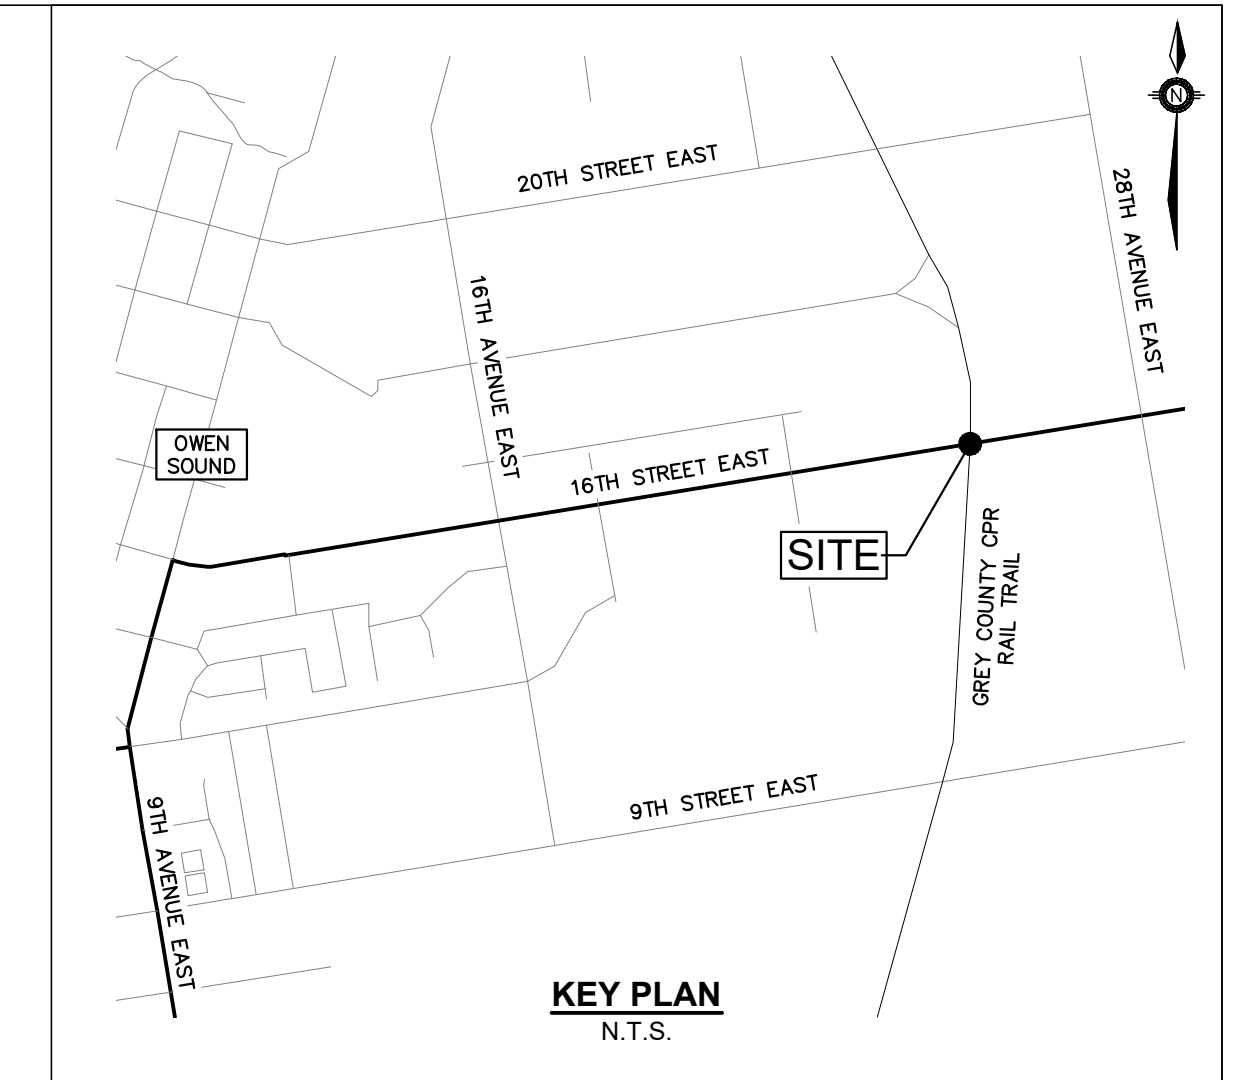 N
20TH STREET EAST
28TH AVENUE EAST
16TH AVENUE EAST
OWEN
SOUND
16TH STREET EAST
SITE
GREY COUNTY CPR
RAIL TRAIL
9TH STREET EAST
9TH AVENUE EAST
KEY PLAN
N.T.S.